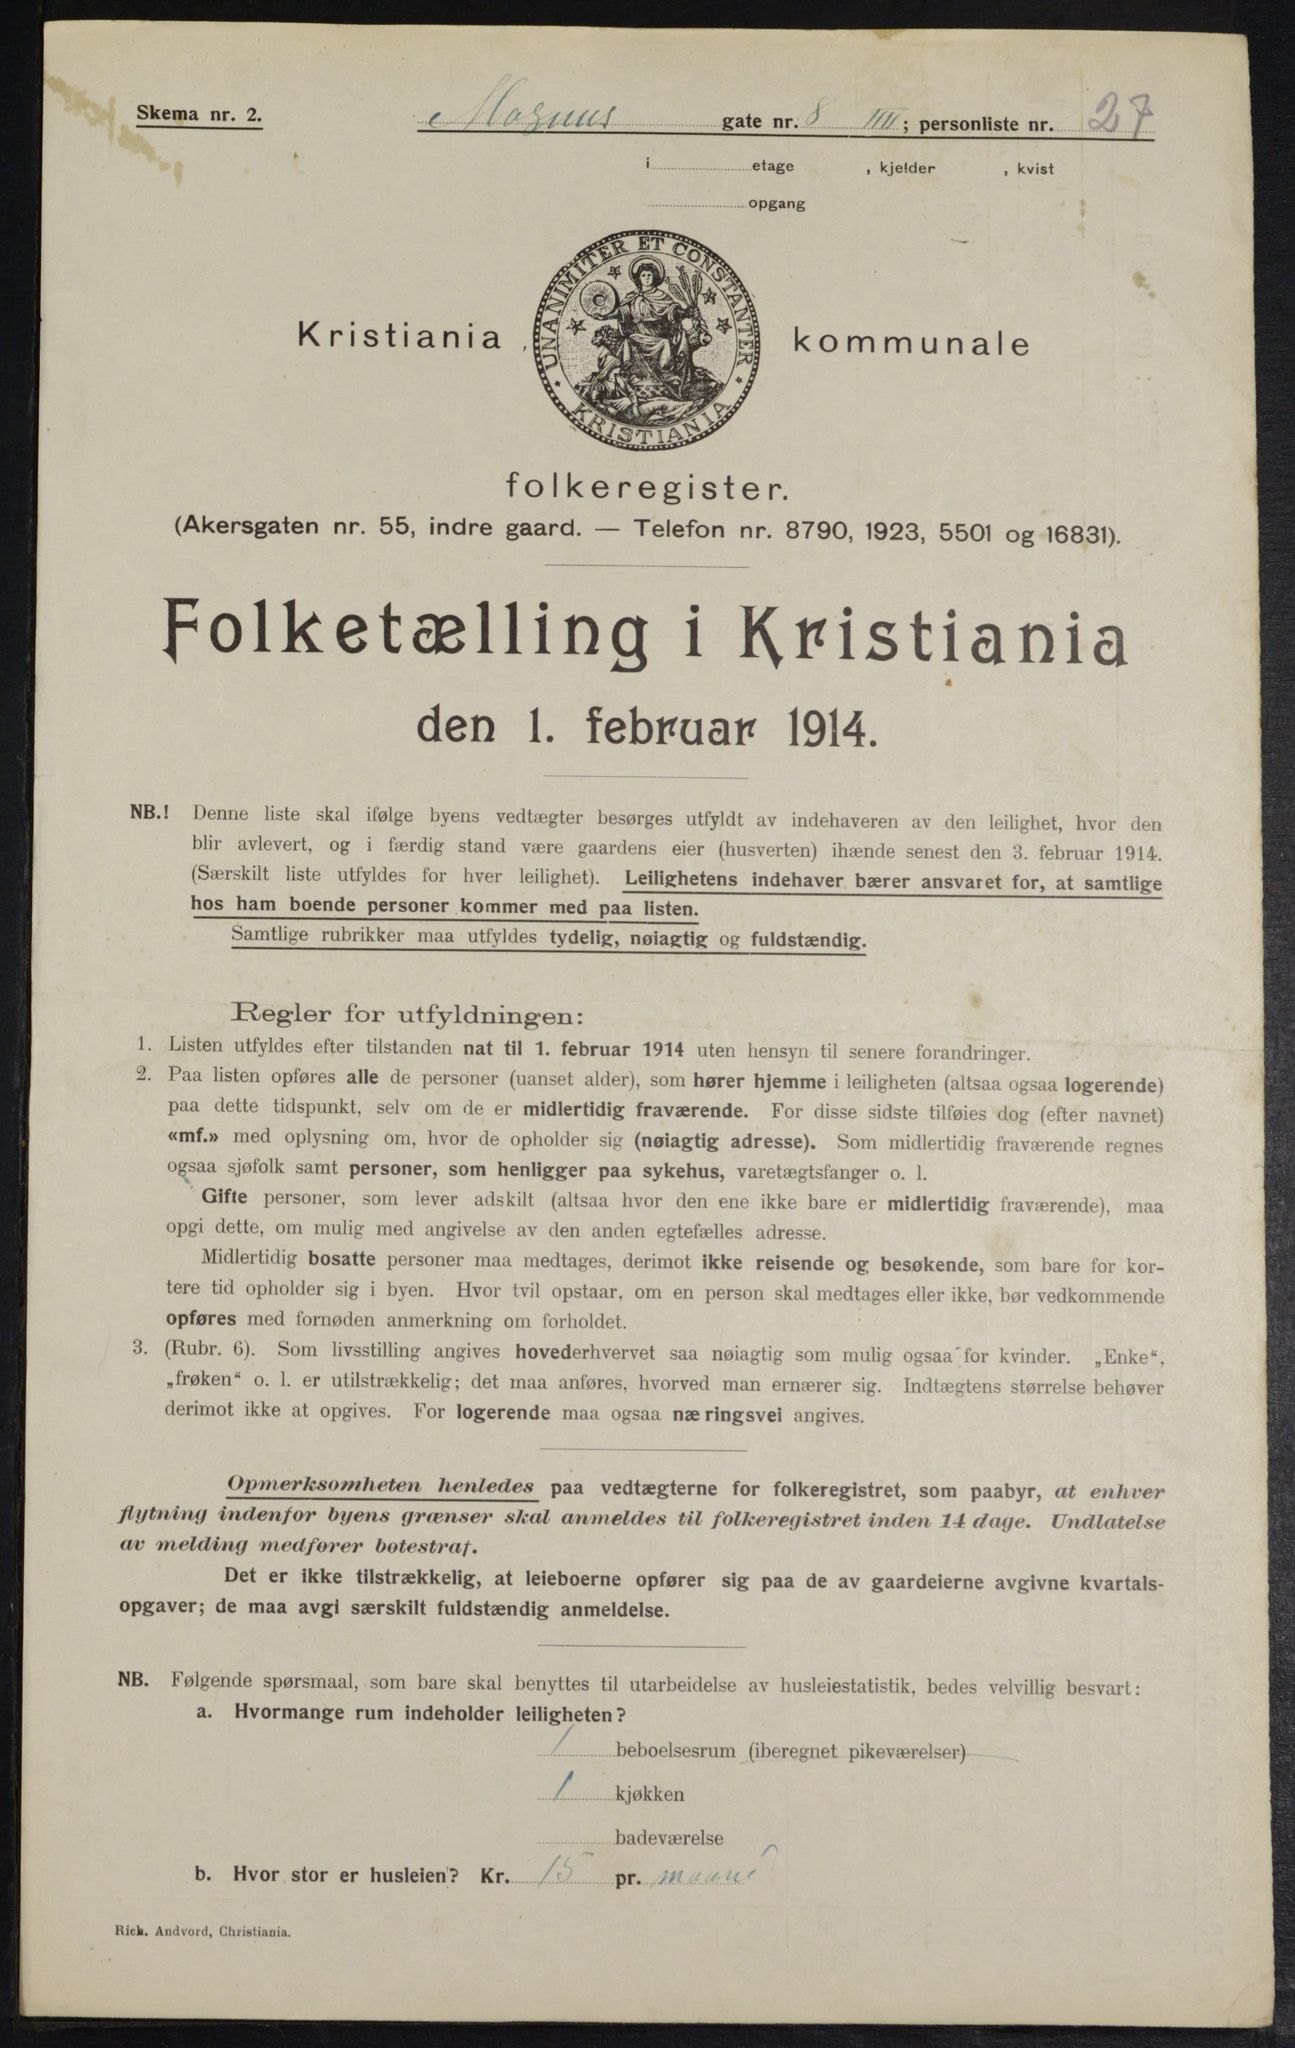 Skema nr. 2. Magnus gate nr. 8 IIII; personliste nr. 27
i etage , kjelder , kvist
opgang
UNANIMITER ET CONSTANTER
KRISTIANIA
Kristiania kommunale
folkeregister.
(Akersgaten nr. 55, indre gaard. — Telefon nr. 8790, 1923, 5501 og 16831).
Folketælling i Kristiania
den 1. februar 1914.
NB.! Denne liste skal ifølge byens vedtægter besørges utfyldt av indehaveren av den leilighet, hvor den
blir avlevert, og i færdig stand være gaardens eier (husverten) ihænde senest den 3. februar 1914.
(Særskilt liste utfyldes for hver leilighet). Leilighetens indehaver bærer ansvaret for, at samtlige
hos ham boende personer kommer med paa listen.
Samtlige rubrikker maa utfyldes tydelig, nøiagtig og fuldstændig.
Regler for utfyldningen:
1. Listen utfyldes efter tilstanden nat til 1. februar 1914 uten hensyn til senere forandringer.
2. Paa listen opføres alle de personer (uanset alder), som hører hjemme i leiligheten (altsaa ogsaa logerende)
paa dette tidspunkt, selv om de er midlertidig fraværende. For disse sidste tilføies dog (efter navnet)
«mf.» med oplysning om, hvor de opholder sig (nøiagtig adresse). Som midlertidig fraværende regnes
ogsaa sjøfolk samt personer, som henligger paa sykehus, varetægtsfanger o. l.
Gifte personer, som lever adskilt (altsaa hvor den ene ikke bare er midlertidig fraværende), maa
opgi dette, om mulig med angivelse av den anden egtefælles adresse.
Midlertidig bosatte personer maa medtages, derimot ikke reisende og besøkende, som bare for kor-
tere tid opholder sig i byen. Hvor tvil opstaar, om en person skal medtages eller ikke, bør vedkommende
opføres med fornøden anmerkning om forholdet.
3. (Rubr. 6). Som livsstilling angives hovederhvervet saa nøiagtig som mulig ogsaa for kvinder. „Enke“,
„frøken“ o. l. er utilstrækkelig; det maa anføres, hvorved man ernærer sig. Indtægtens størrelse behøver
derimot ikke at opgives. For logerende maa ogsaa næringsvei angives.
Opmerksomheten henledes paa vedtægterne for folkeregistret, som paabyr, at enhver
flytning indenfor byens grænser skal anmeldes til folkeregistret inden 14 dage. Undlatelse
av melding medfører bøtestraf.
Det er ikke tilstrækkelig, at leieboerne opfører sig paa de av gaardeierne avgivne kvartals-
opgaver; de maa avgi særskilt fuldstændig anmeldelse.
NB. Følgende spørsmaal, som bare skal benyttes til utarbeidelse av husleiestatistik, bedes velvillig besvart:
a. Hvormange rum indeholder leiligheten?
1 beboelsesrum (iberegnet pikeværelser)
1 kjøkken
badeværelse
b. Hvor stor er husleien? Kr. 15 pr. maaned
Rich. Andvord, Christiania.